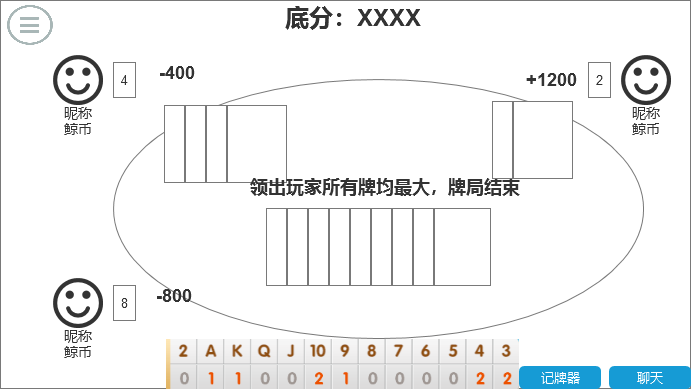 底分：XXXX
4
-400
+1200
2
昵称
鲸币
昵称
鲸币
领出玩家所有牌均最大，牌局结束
8
-800
昵称
鲸币
2 A K Q J 10 9 8 7 6 5 4 3
0 1 1 0 0 2 1 0 0 0 0 2 2
记牌器
聊天